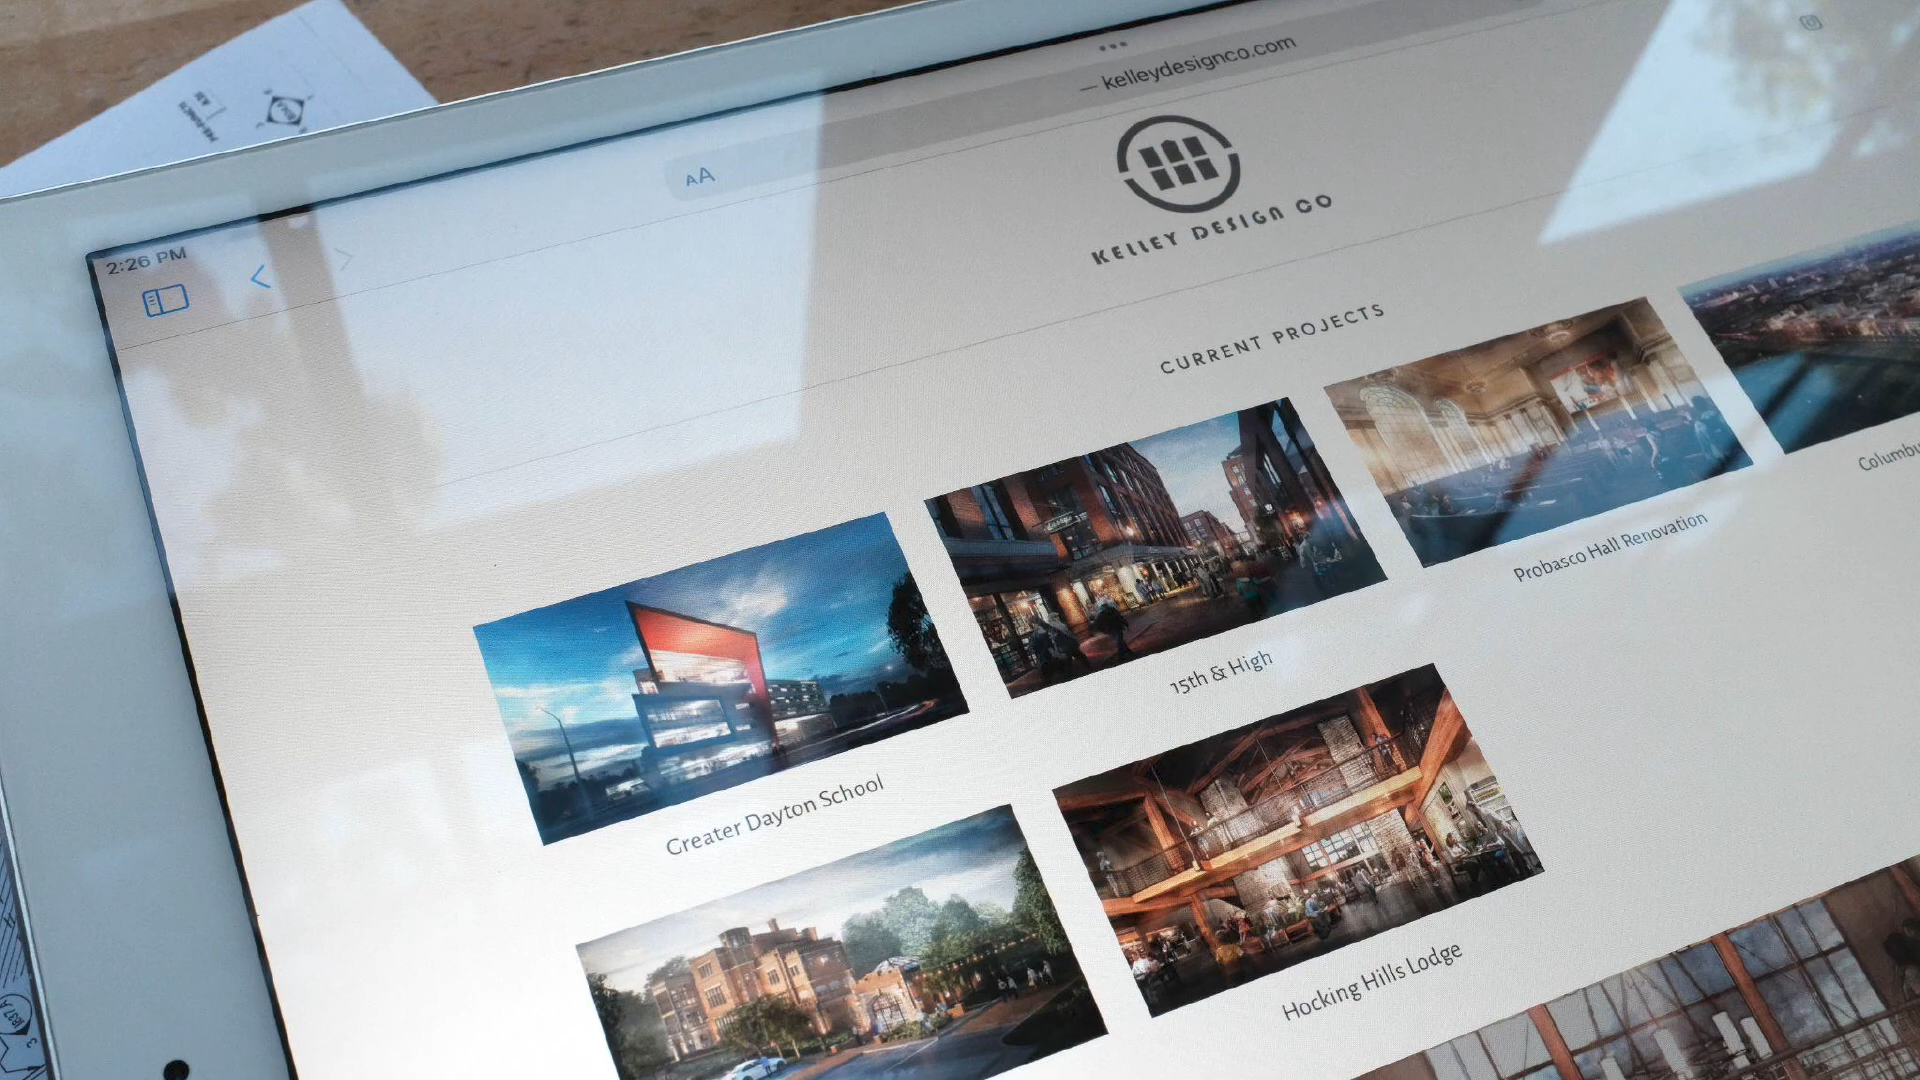 2:26 PM
AA
— kelleydesignco.com
KELLEY DESIGN CO
CURRENT PROJECTS
Greater Dayton School
15th & High
Probasco Hall Renovation
Hocking Hills Lodge